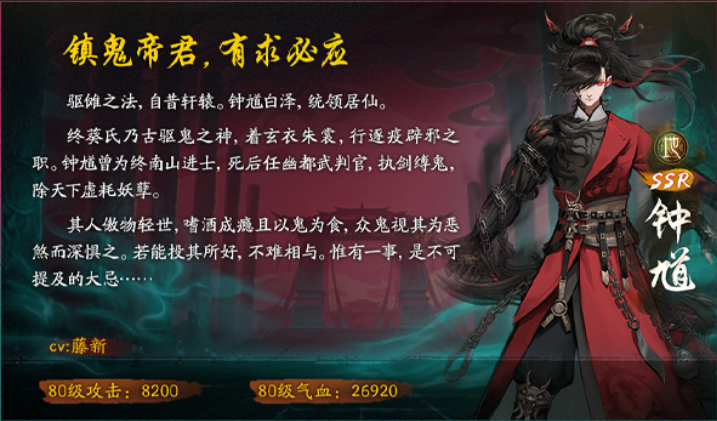 镇鬼帝君，有求必应
驱傩之法，自昔轩辕。钟馗白泽，统领居仙。
终葵氏乃古驱鬼之神，着玄衣朱裳，行逐疫辟邪之
职。钟馗曾为终南山进士，死后任幽都武判官，执剑缚鬼，
除天下虚耗妖孽。
其人傲物轻世，嗜酒成瘾且以鬼为食，众鬼视其为恶
煞而深惧之。若能投其所好，不难相与。惟有一事，是不可
提及的大忌……
cv:藤新
80级攻击：8200
80级气血：26920
地
SSR
钟馗